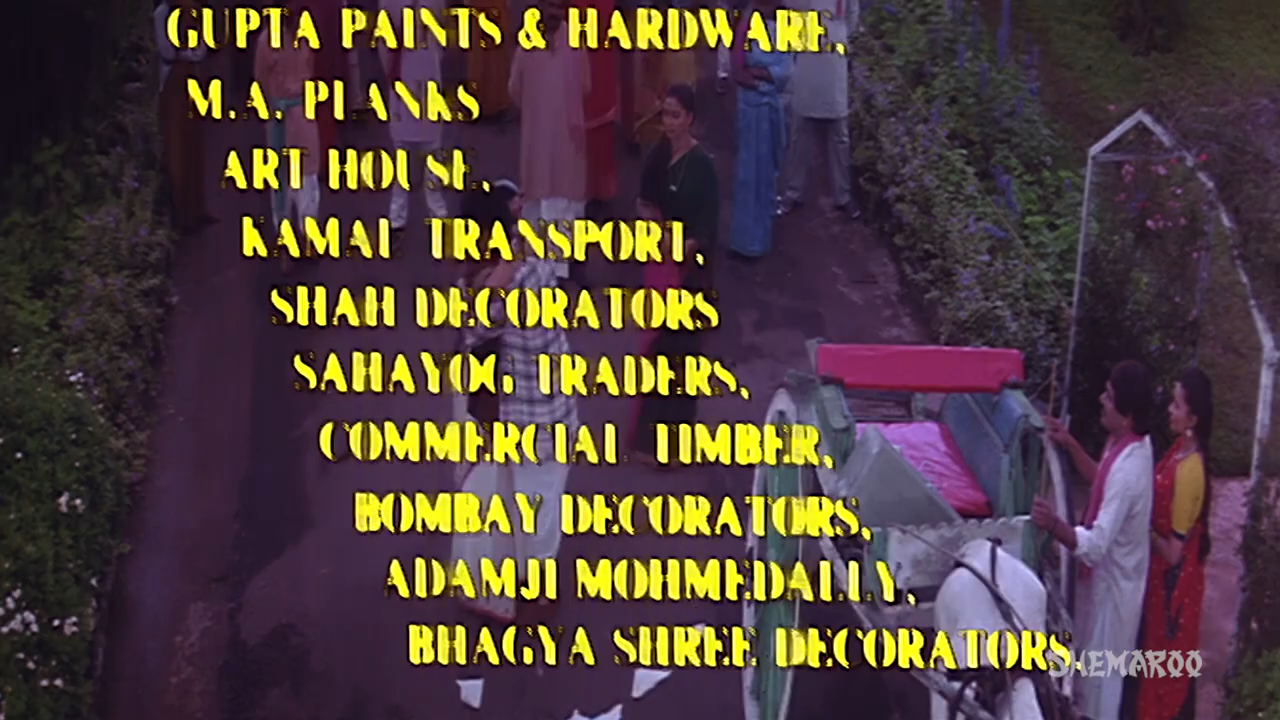 GUPTA PAINTS & HARDWARE,
M.A. PLANKS
ART HOUSE,
KAMAL TRANSPORT,
SHAH DECORATORS
SAHAYOG TRADERS,
COMMERCIAL TIMBER,
BOMBAY DECORATORS,
ADAMJI MOHMEDALLY,
BHAGYA SHREE DECORATORS,
SHEMAROO